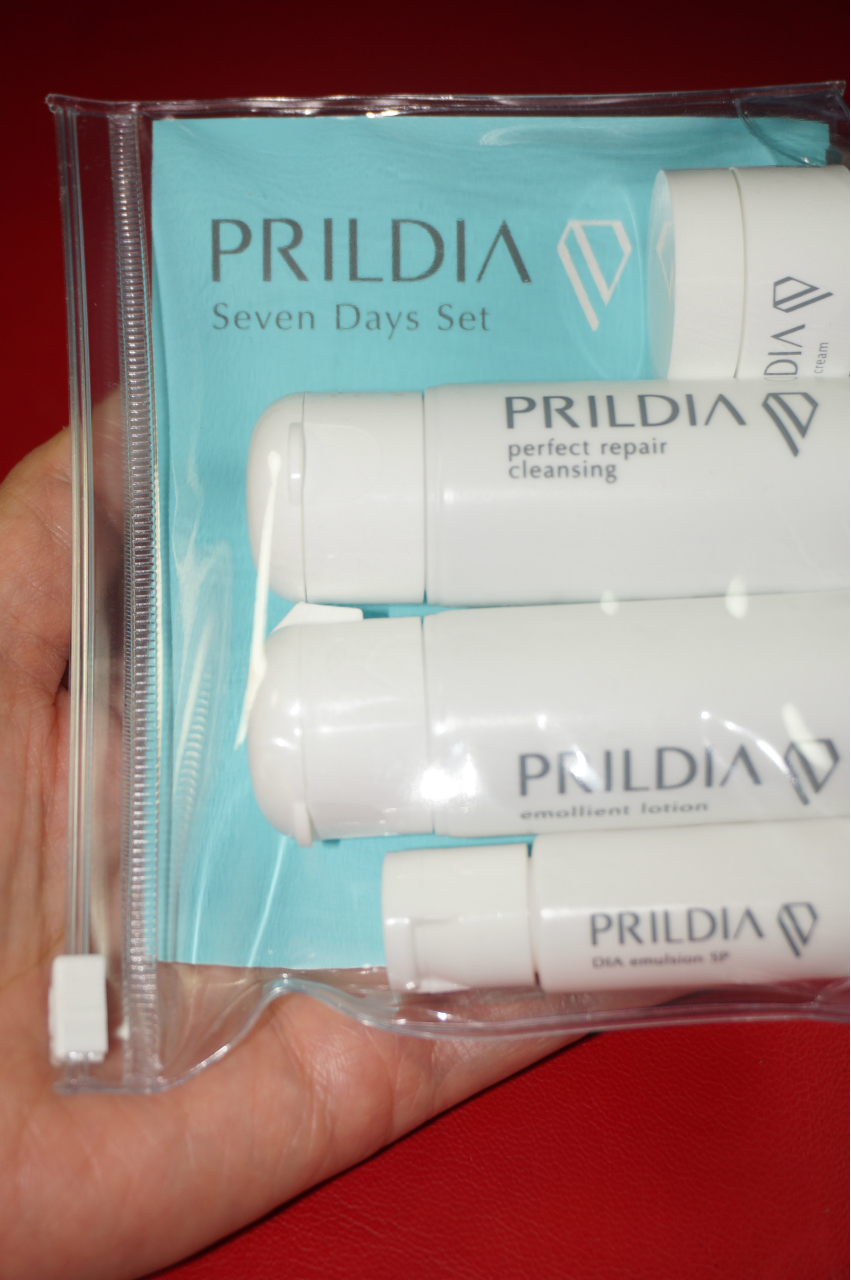 PRILDIA
Seven Days Set
cream
PRILDIA
perfect repair
cleansing
PRILDIA
emollient lotion
PRILDIA
DIA emulsion SP